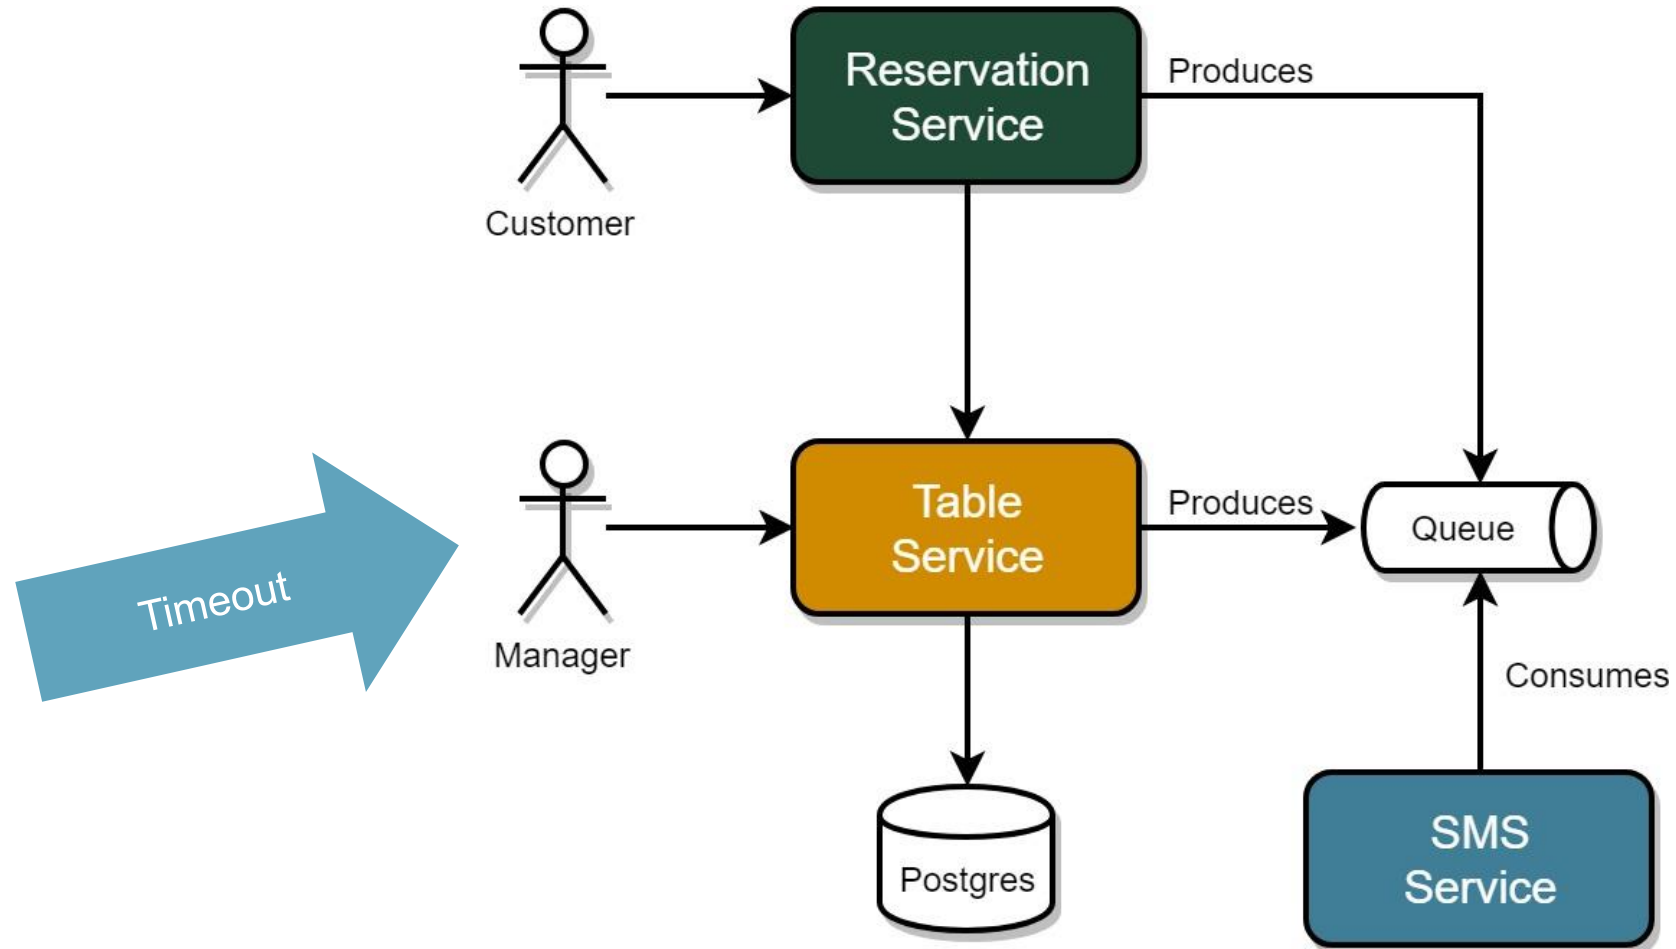 Reservation
Service
Produces
Customer
Table
Service
Produces
Queue
Timeout
Manager
Consumes
Postgres
SMS
Service